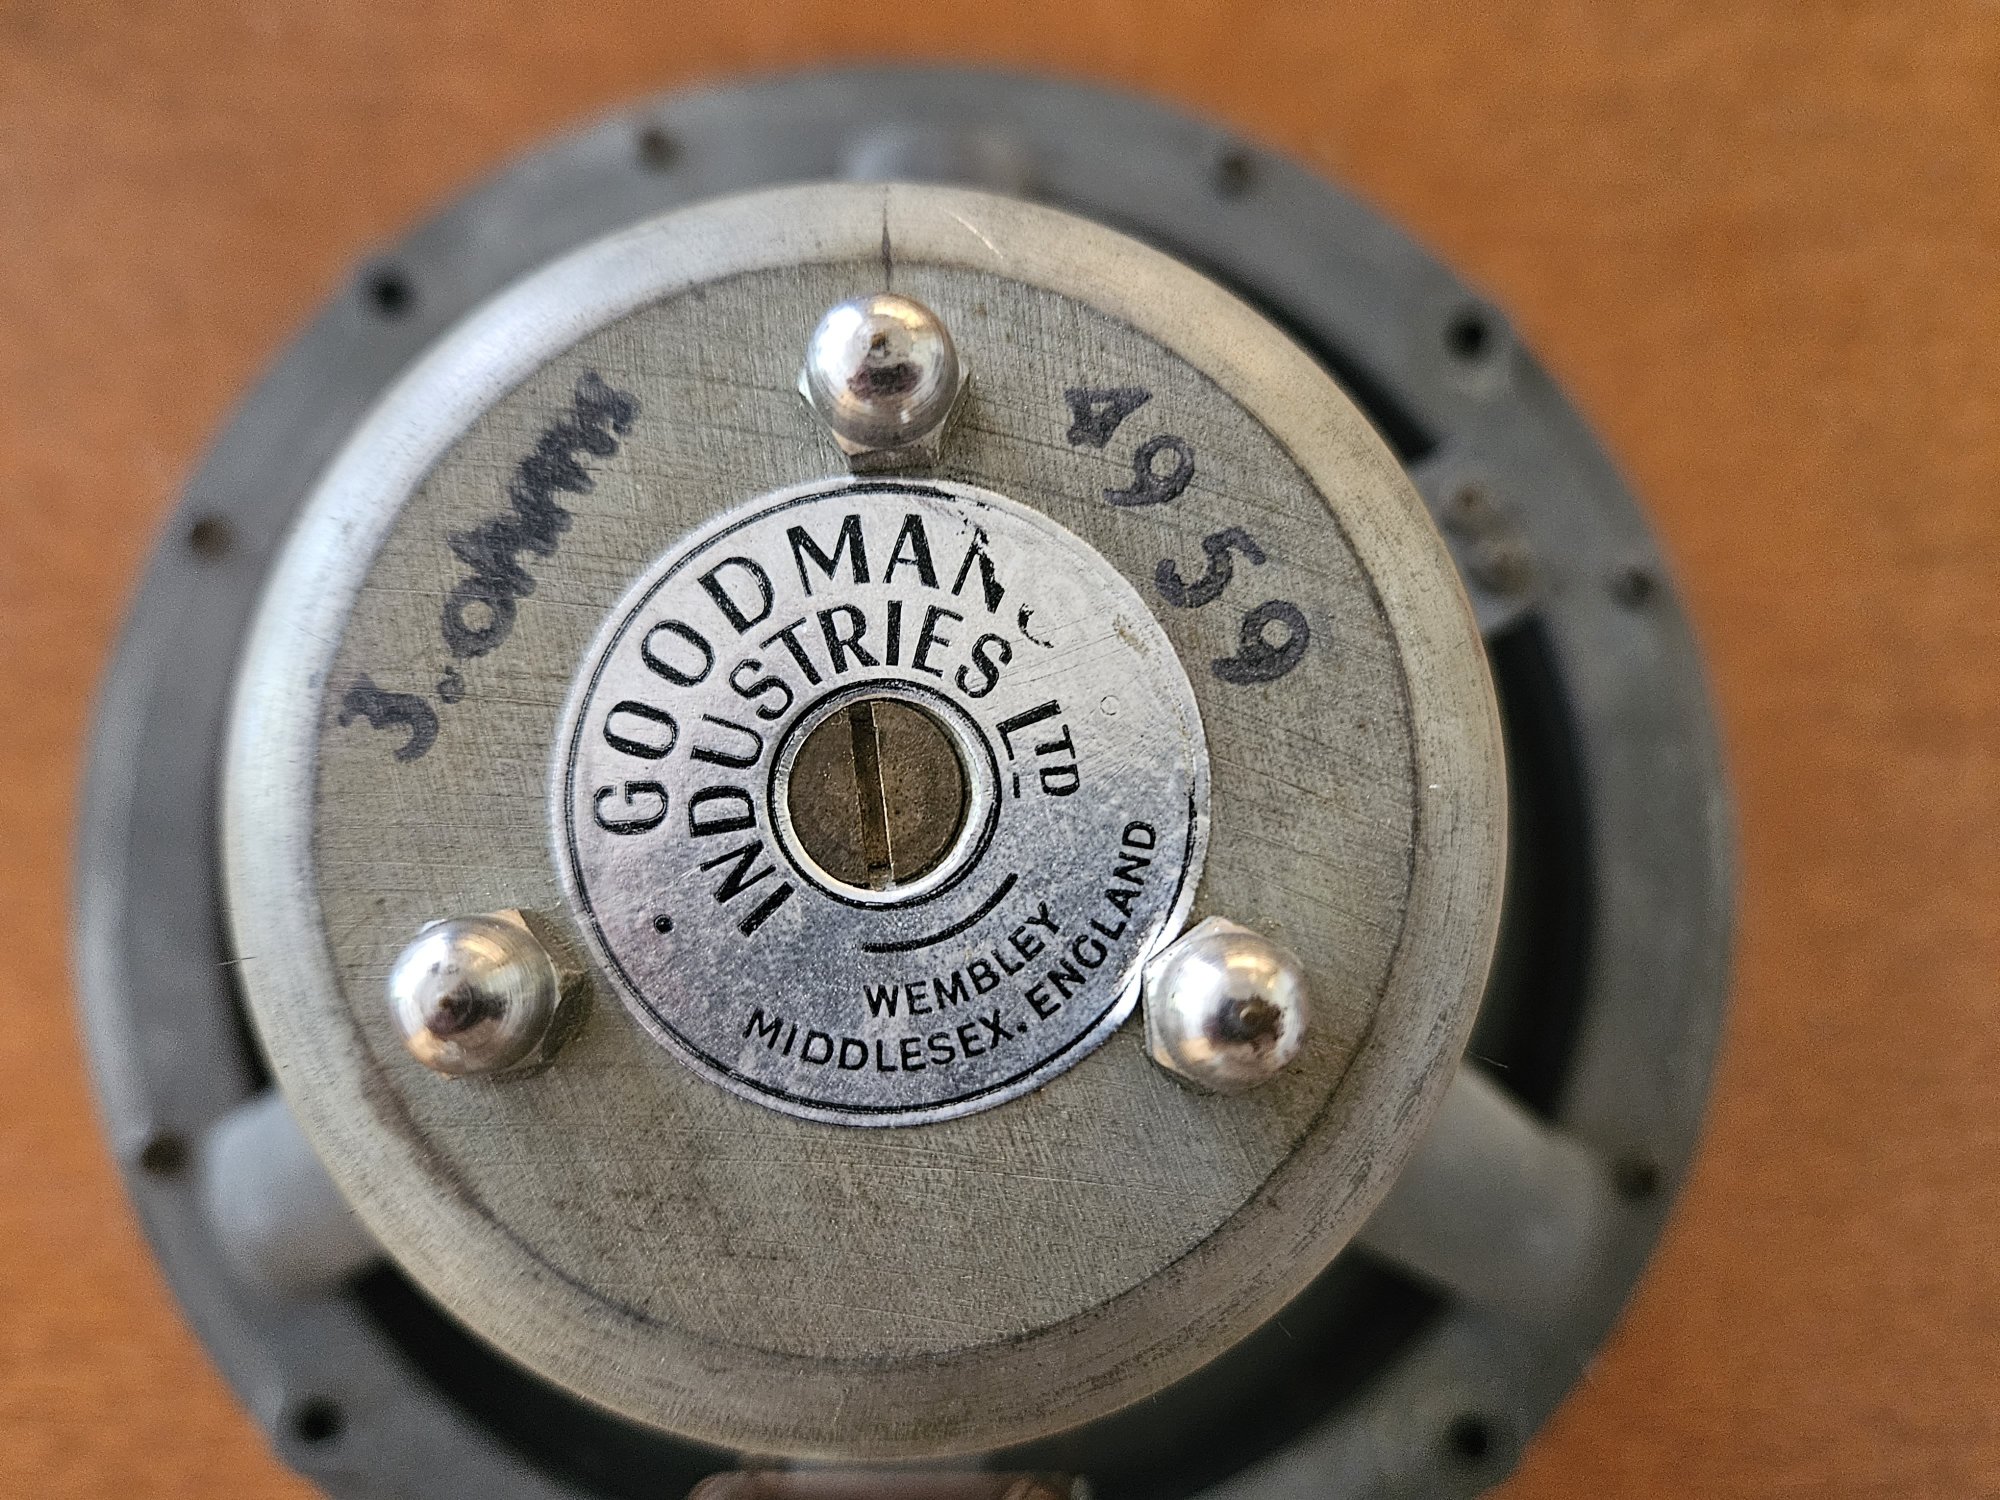 3.ohms
4959
GOODMANS
INDUSTRIES LTD
WEMBLEY
MIDDLESEX. ENGLAND